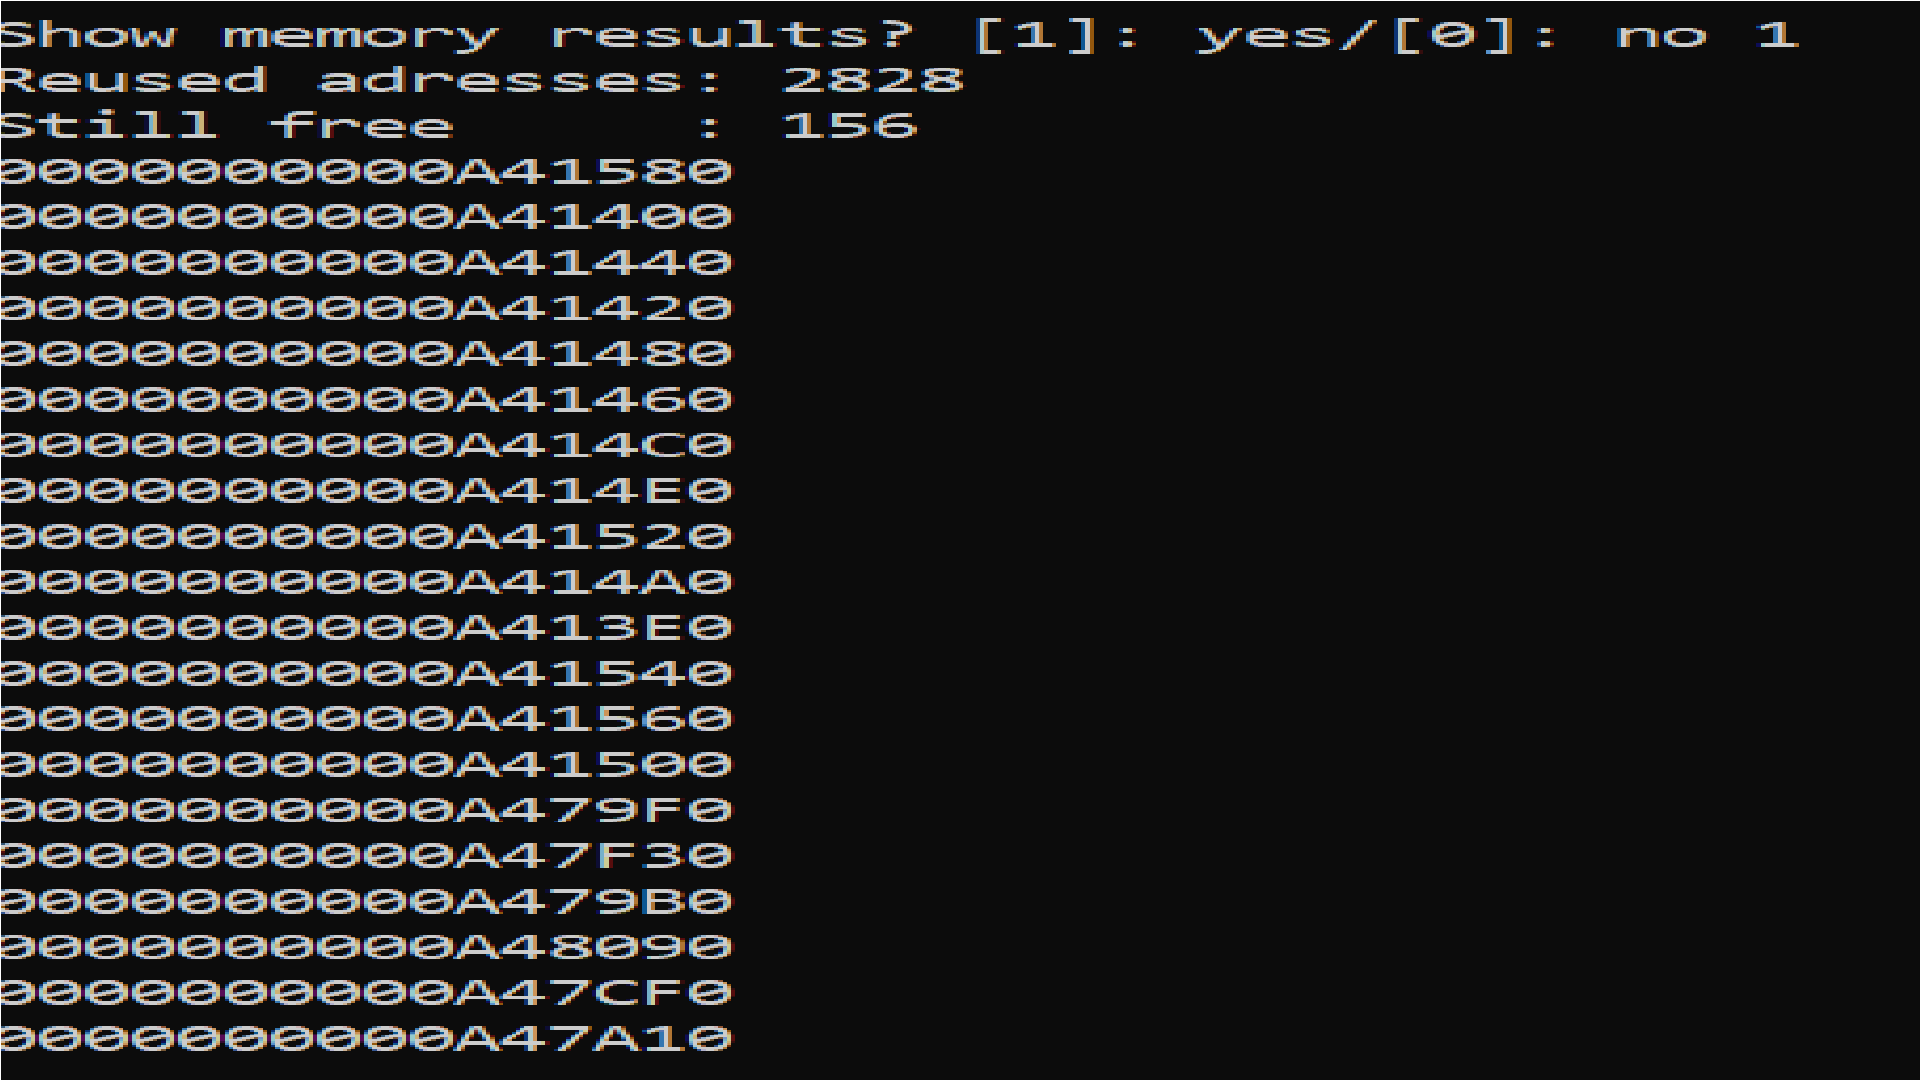 Show memory results? [1]: yes/[0]: no 1
Reused adresses: 2828
Still free     : 156
0000000000A41580
0000000000A41400
0000000000A41440
0000000000A41420
0000000000A41480
0000000000A41460
0000000000A414C0
0000000000A414E0
0000000000A41520
0000000000A414A0
0000000000A413E0
0000000000A41540
0000000000A41560
0000000000A41500
0000000000A479F0
0000000000A47F30
0000000000A479B0
0000000000A48090
0000000000A47CF0
0000000000A47A10